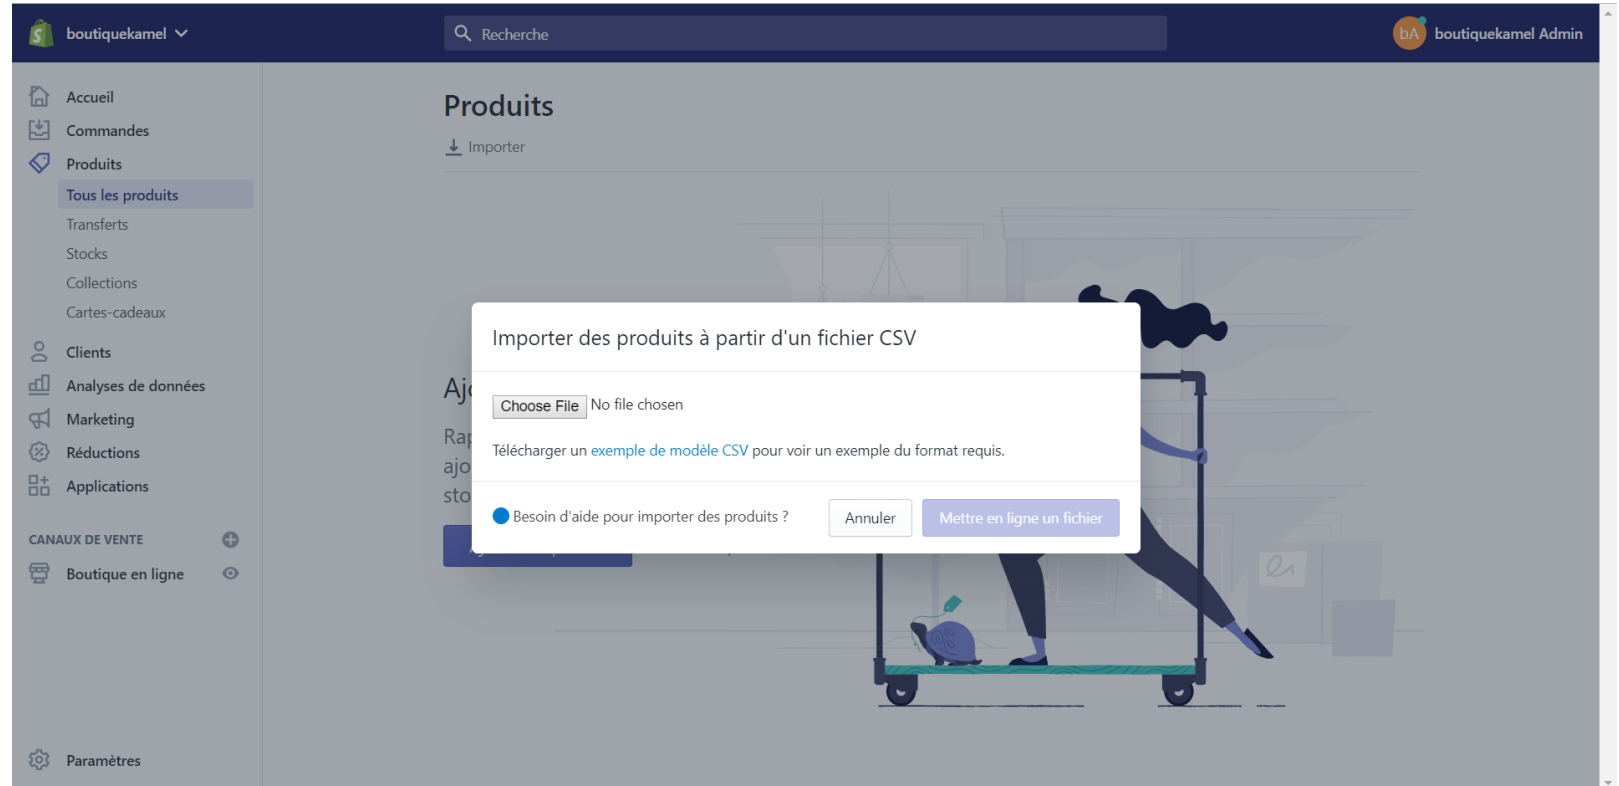 boutiquekamel
Recherche
bA
boutiquekamel Admin
Accueil
Commandes
Produits
Tous les produits
Transferts
Stocks
Collections
Cartes-cadeaux
Clients
Analyses de données
Marketing
Réductions
Applications
CANAUX DE VENTE
Boutique en ligne
Paramètres
Produits
Importer
Importer des produits à partir d'un fichier CSV
Choose File No file chosen
Télécharger un exemple de modèle CSV pour voir un exemple du format requis.
Besoin d'aide pour importer des produits ?
Annuler
Mettre en ligne un fichier